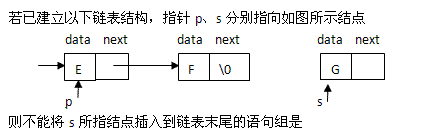 若已建立以下链表结构，指针 p、s 分别指向如图所示结点
data next data next data next
E F \0 G
p s
则不能将 s 所指结点插入到链表末尾的语句组是